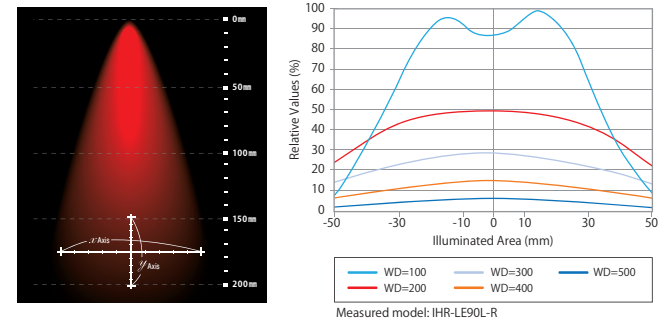 0mm
50mm
100mm
150mm
200mm
x Axis
y Axis
Relative Values (%)
100
90
80
70
60
50
40
30
20
10
0
-50 -30 -10 0 10 30 50
Illuminated Area (mm)
WD=100 WD=300 WD=500
WD=200 WD=400
Measured model: IHR-LE90L-R